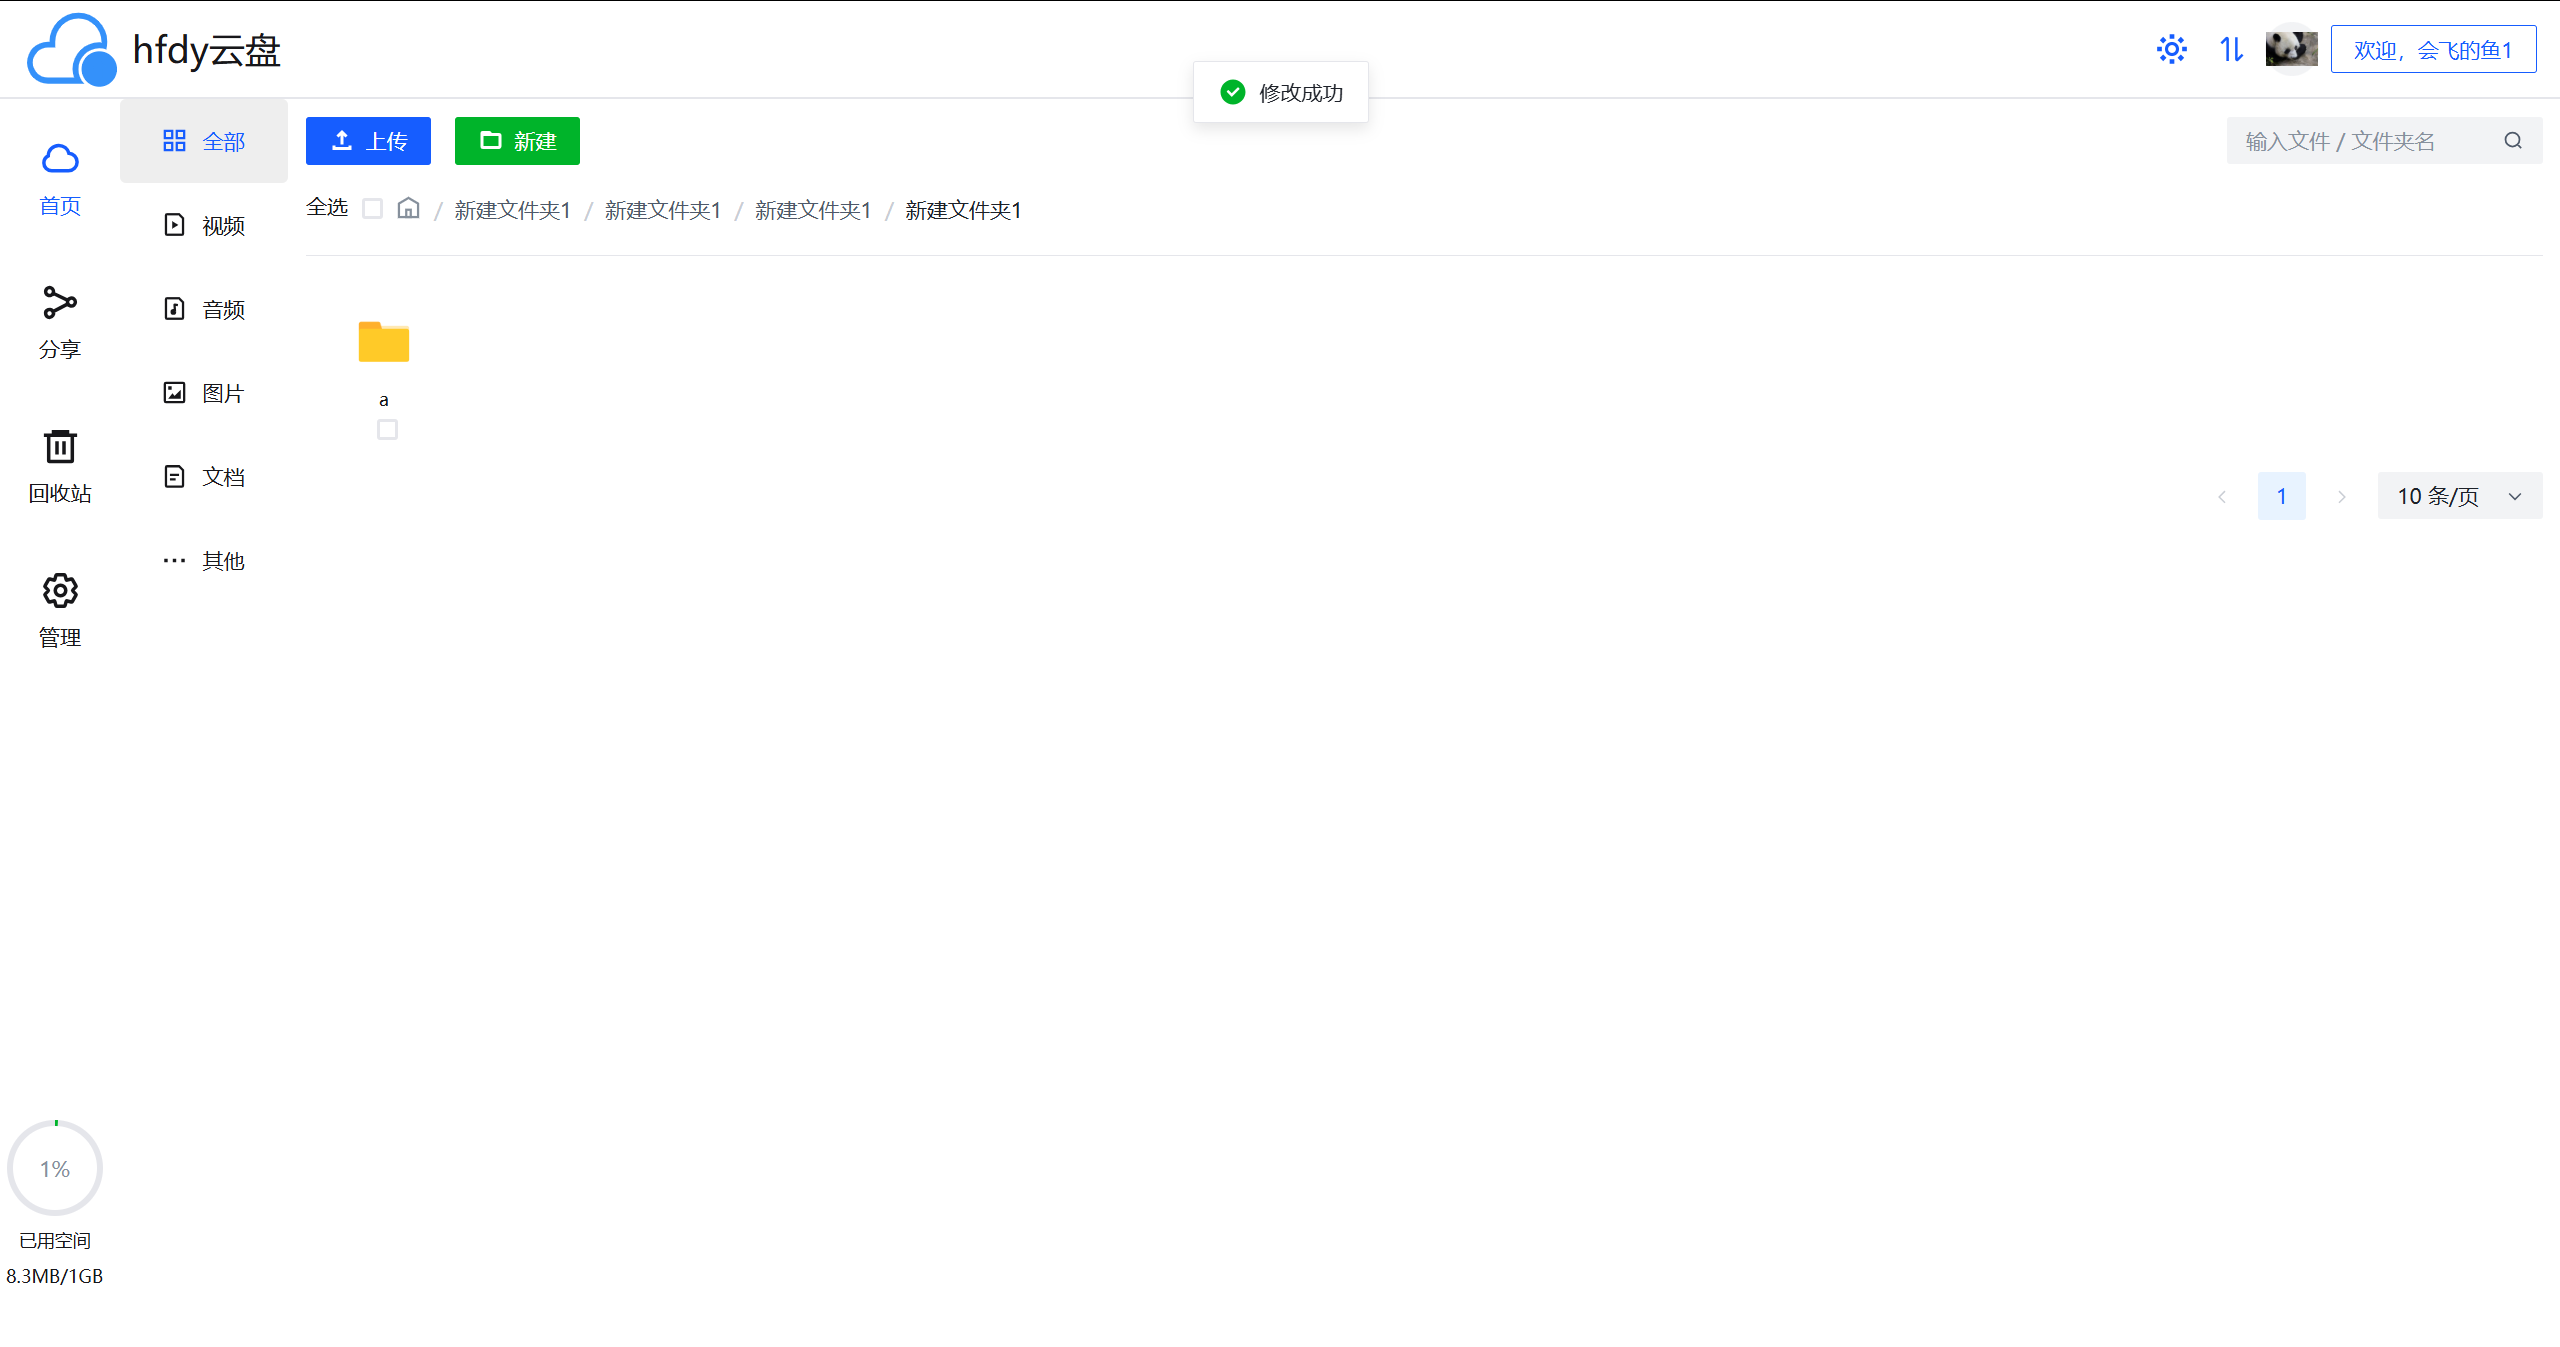 hfdy云盘
欢迎，会飞的鱼1
修改成功
首页
分享
回收站
管理
全部
视频
音频
图片
文档
其他
上传 新建
输入文件 / 文件夹名
全选 / 新建文件夹1 / 新建文件夹1 / 新建文件夹1 / 新建文件夹1
a
1 10 条/页
1%
已用空间
8.3MB/1GB